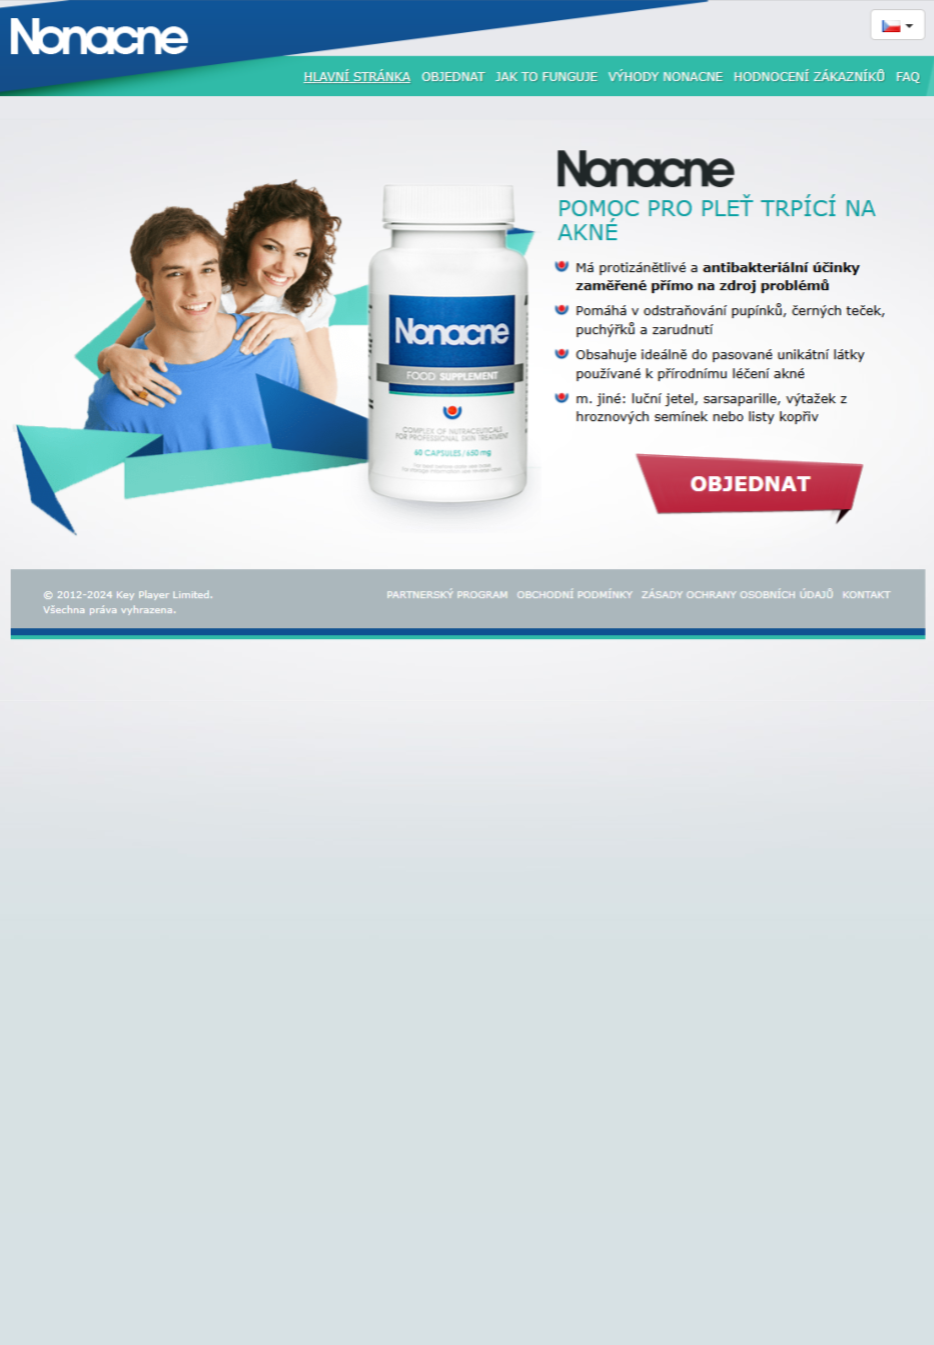 Nonacne
HLAVNÍ STRÁNKA OBJEDNAT JAK TO FUNGUJE VÝHODY NONACNE HODNOCENÍ ZÁKAZNÍKŮ FAQ
Nonacne
POMOC PRO PLEŤ TRPÍCÍ NA
AKNÉ
Má protizánětlivé a antibakteriální účinky
zaměřené přímo na zdroj problémů
Pomáhá v odstraňování pupínků, černých teček,
puchýřků a zarudnutí
Obsahuje ideálně do pasované unikátní látky
používané k přírodnímu léčení akné
m. jiné: luční jetel, sarsaparille, výtažek z
hroznových semínek nebo listy kopřiv
OBJEDNAT
Nonacne
FOOD SUPPLEMENT
COMPLEX OF NUTRACEUTICALS
FOR PROFESSIONAL SKIN TREATMENT
60 CAPSULES / 650 mg
© 2012-2024 Key Player Limited.
Všechna práva vyhrazena.
PARTNERSKÝ PROGRAM OBCHODNÍ PODMÍNKY ZÁSADY OCHRANY OSOBNÍCH ÚDAJŮ KONTAKT